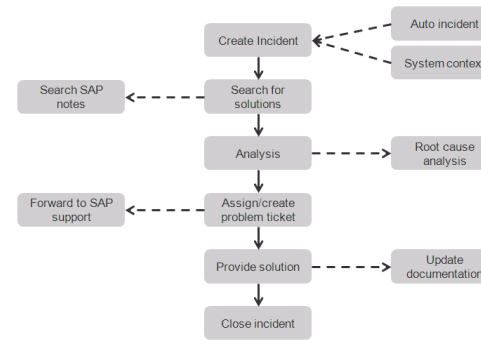 Auto incident
Create Incident
System contex
Search SAP
notes
Search for
solutions
Analysis
Root cause
analysis
Forward to SAP
support
Assign/create
problem ticket
Provide solution
Update
documentation
Close incident